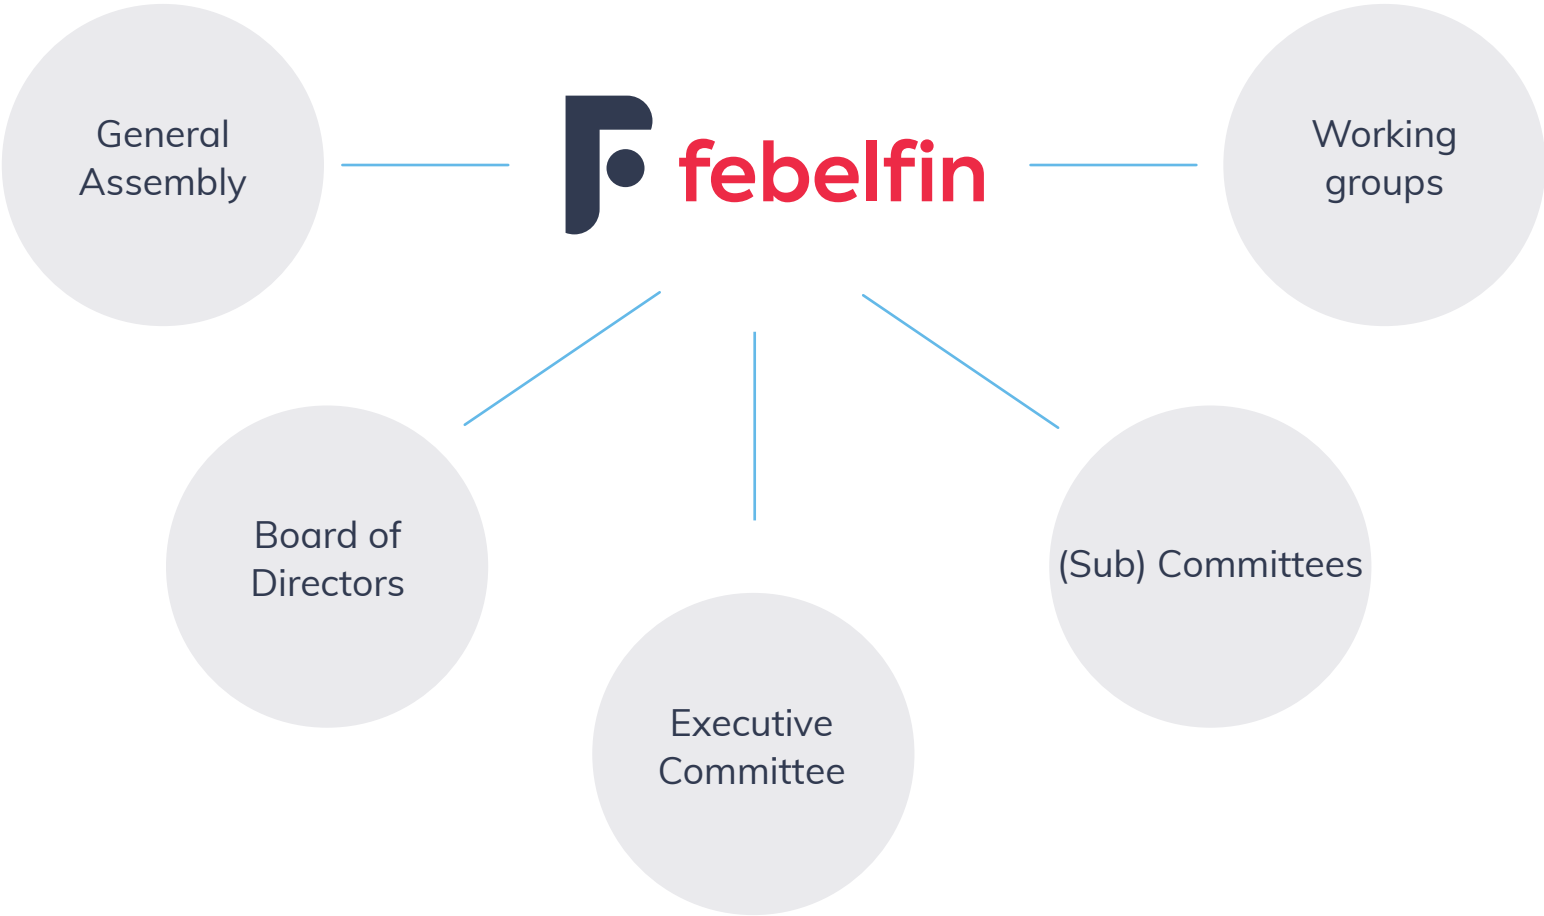 General
Assembly
febelfin
Working
groups
Board of
Directors
Executive
Committee
(Sub) Committees